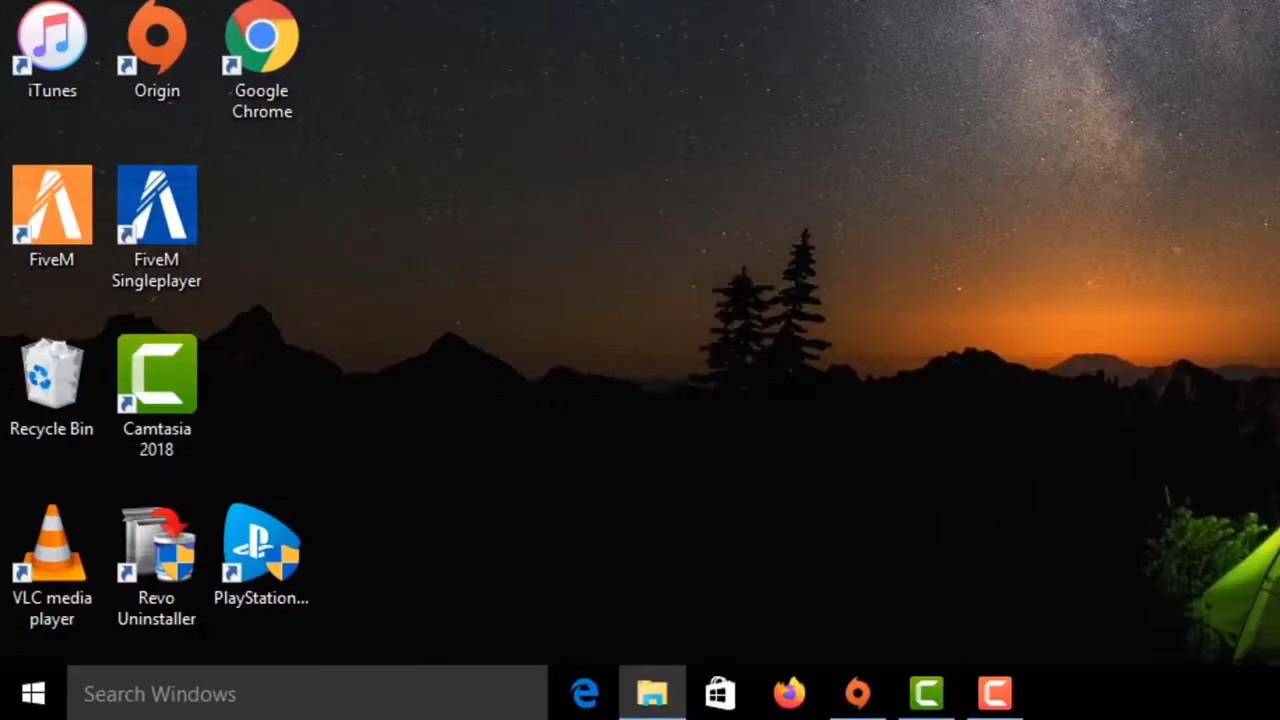 iTunes
Origin
Google
Chrome
FiveM
FiveM
Singleplayer
Recycle Bin
Camtasia
2018
VLC media
player
Revo
Uninstaller
PlayStation...
Search Windows